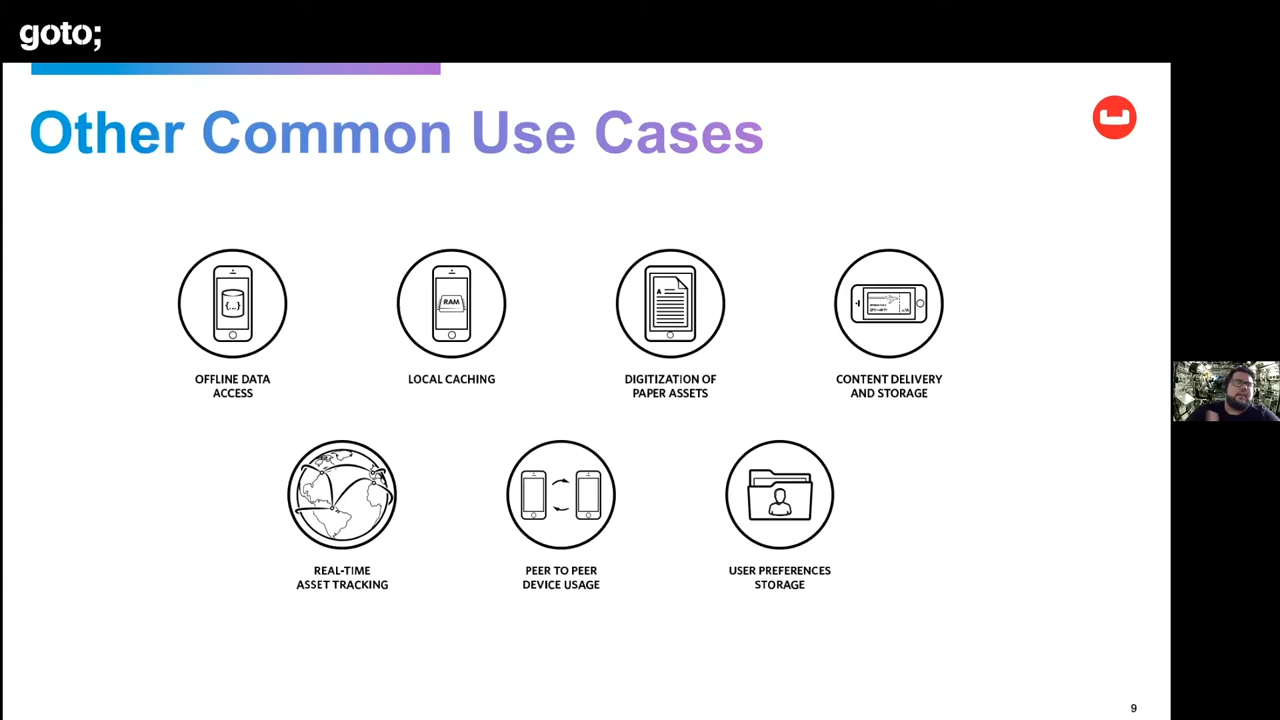 goto;
Other Common Use Cases
{...}
RAM
A
OFFLINE DATA
ACCESS
LOCAL CACHING
DIGITIZATION OF
PAPER ASSETS
CONTENT DELIVERY
AND STORAGE
REAL-TIME
ASSET TRACKING
PEER TO PEER
DEVICE USAGE
USER PREFERENCES
STORAGE
9